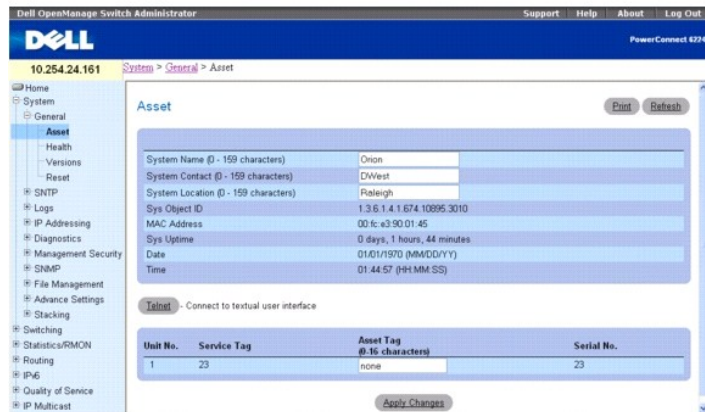 Dell OpenManage Switch Administrator
Support Help About Log Out
DELL
PowerConnect 6224
10.254.24.161
System > General > Asset
Home
System
General
Asset
Health
Versions
Reset
SNTP
Logs
IP Addressing
Diagnostics
Management Security
SNMP
File Management
Advance Settings
Stacking
Switching
Statistics/RMON
Routing
IPv6
Quality of Service
IP Multicast
Asset
Print Refresh
System Name (0 - 159 characters) Orion
System Contact (0 - 159 characters) DWest
System Location (0 - 159 characters) Raleigh
Sys Object ID 1.3.6.1.4.1.674.10895.3010
MAC Address 00:fc:e3:90:01:45
Sys Uptime 0 days, 1 hours, 44 minutes
Date 01/01/1970 (MM/DD/YY)
Time 01:44:57 (HH:MM:SS)
Telnet - Connect to textual user interface
Unit No. Service Tag Asset Tag (0-16 characters) Serial No.
1 23 none 23
Apply Changes